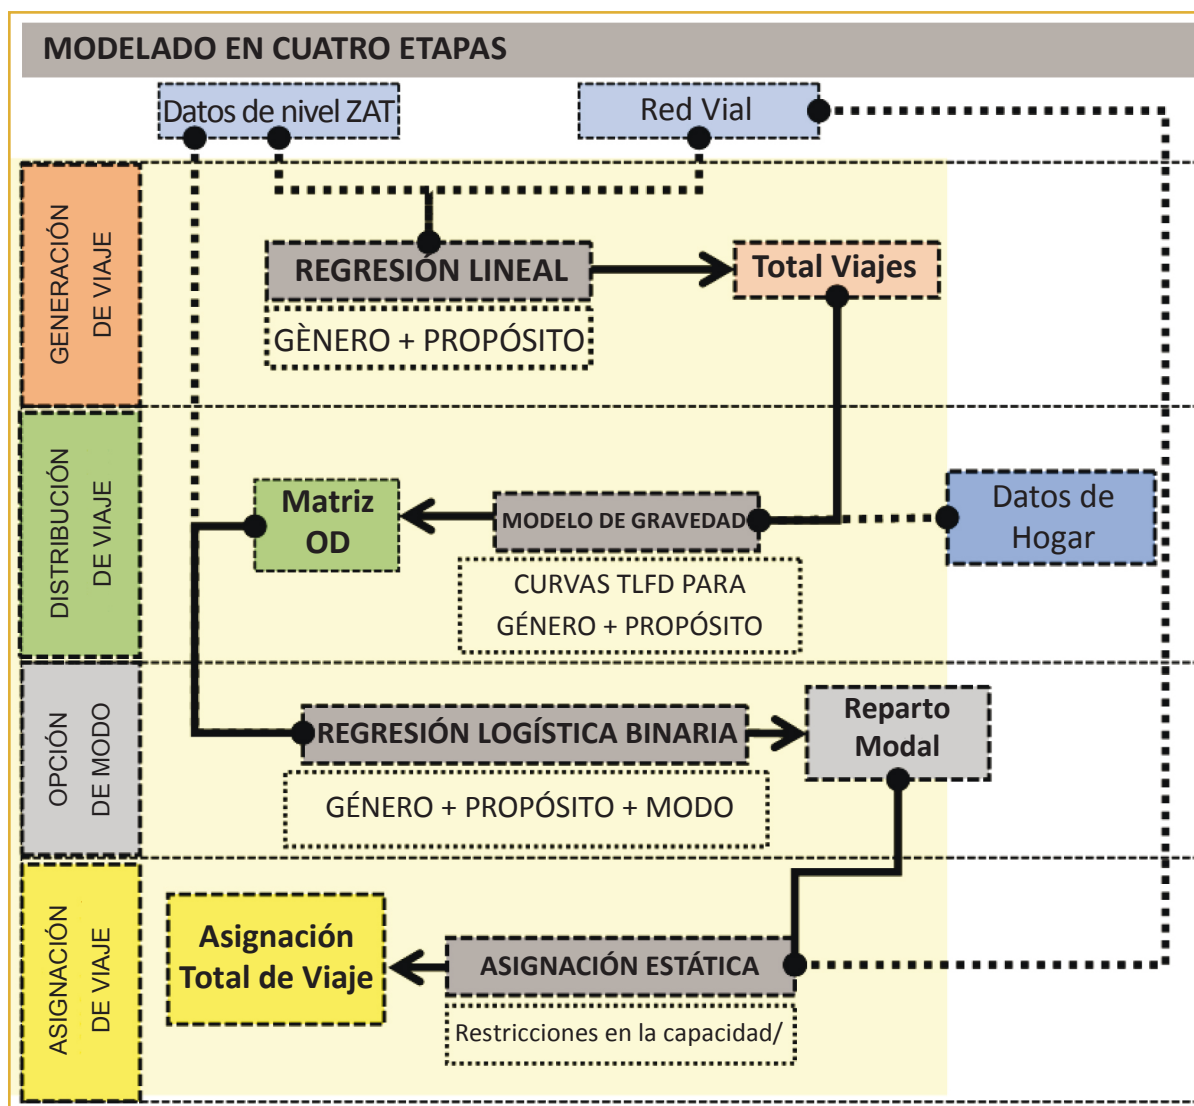 MODELADO EN CUATRO ETAPAS
Datos de nivel ZAT
Red Vial
GENERACIÓN
DE VIAJE
REGRESIÓN LINEAL
Total Viajes
GÈNERO + PROPÓSITO
DISTRIBUCIÓN
DE VIAJE
Matriz
OD
MODELO DE GRAVEDAD
Datos de
Hogar
CURVAS TLFD PARA
GÉNERO + PROPÓSITO
OPCIÓN
DE MODO
REGRESIÓN LOGÍSTICA BINARIA
Reparto
Modal
GÉNERO + PROPÓSITO + MODO
ASIGNACIÓN
DE VIAJE
Asignación
Total de Viaje
ASIGNACIÓN ESTÁTICA
Restricciones en la capacidad/